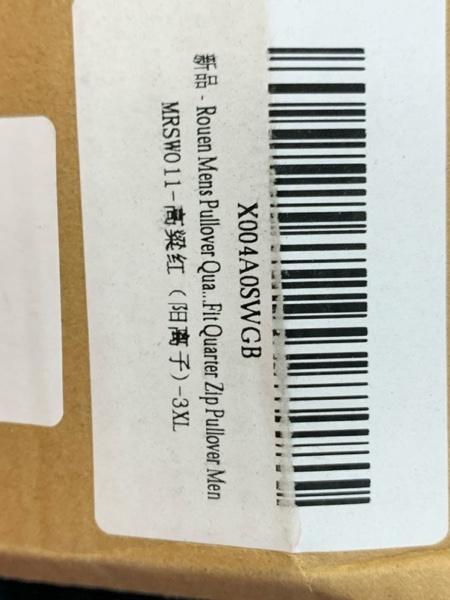 X004A0SWGB
新品 - Rouen Mens Pullover Qua...Fit Quarter Zip Pullover Men
MRSW011-高粱红（阳离子)-3XL